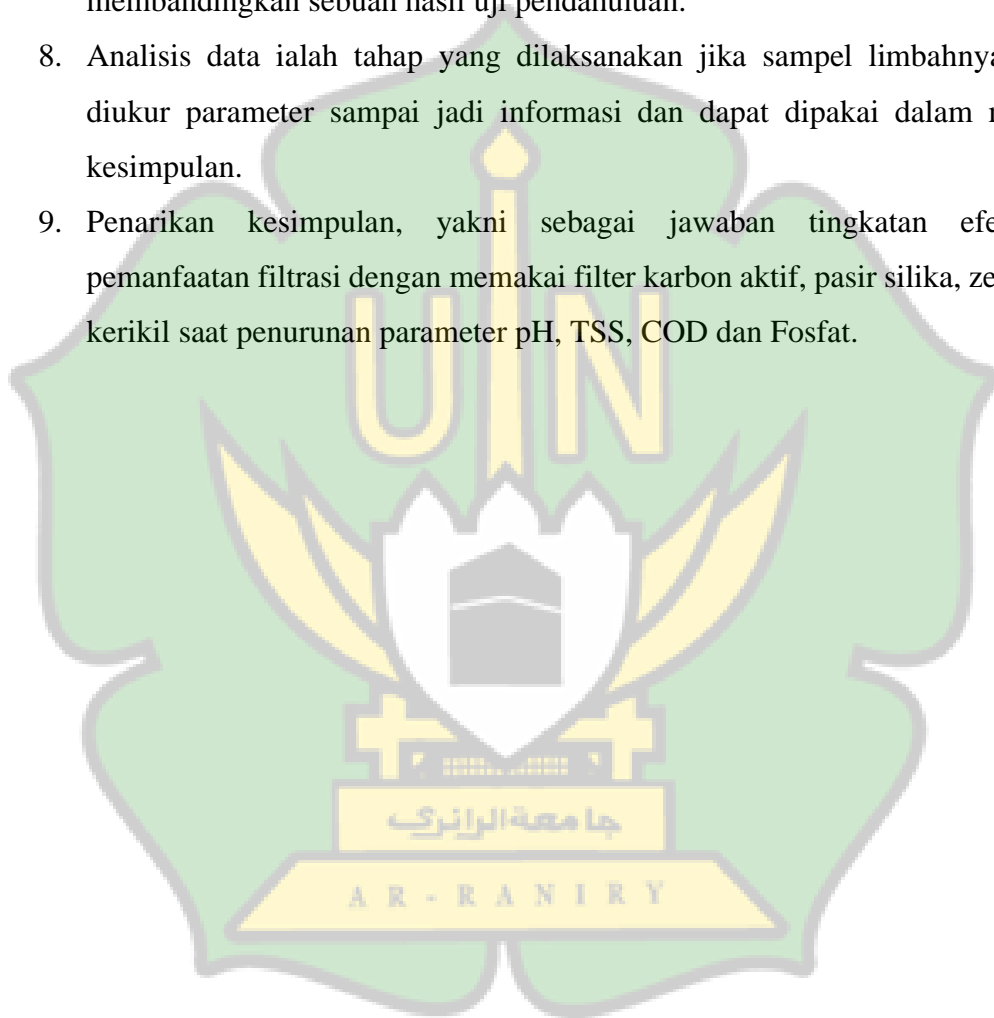 membandingkan sebuah hasil uji pendahuluan.
8. Analisis data ialah tahap yang dilaksanakan jika sampel limbahnya
diukur parameter sampai jadi informasi dan dapat dipakai dalam
kesimpulan.
9. Penarikan kesimpulan, yakni sebagai jawaban tingkatan
pemanfaatan filtrasi dengan memakai filter karbon aktif, pasir silika,
kerikil saat penurunan parameter pH, TSS, COD dan Fosfat.
UIN
جامعة الرانري
AR-RANIRY